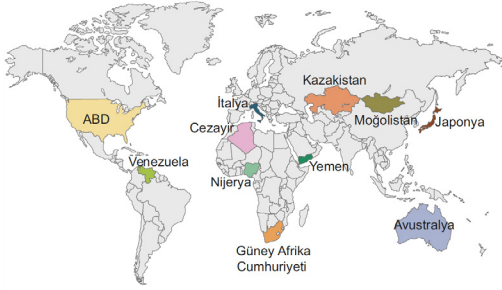 Kazakistan
İtalya
ABD
Moğolistan
Japonya
Cezayir
Venezuela
Yemen
Nijerya
Avustralya
Güney Afrika
Cumhuriyeti